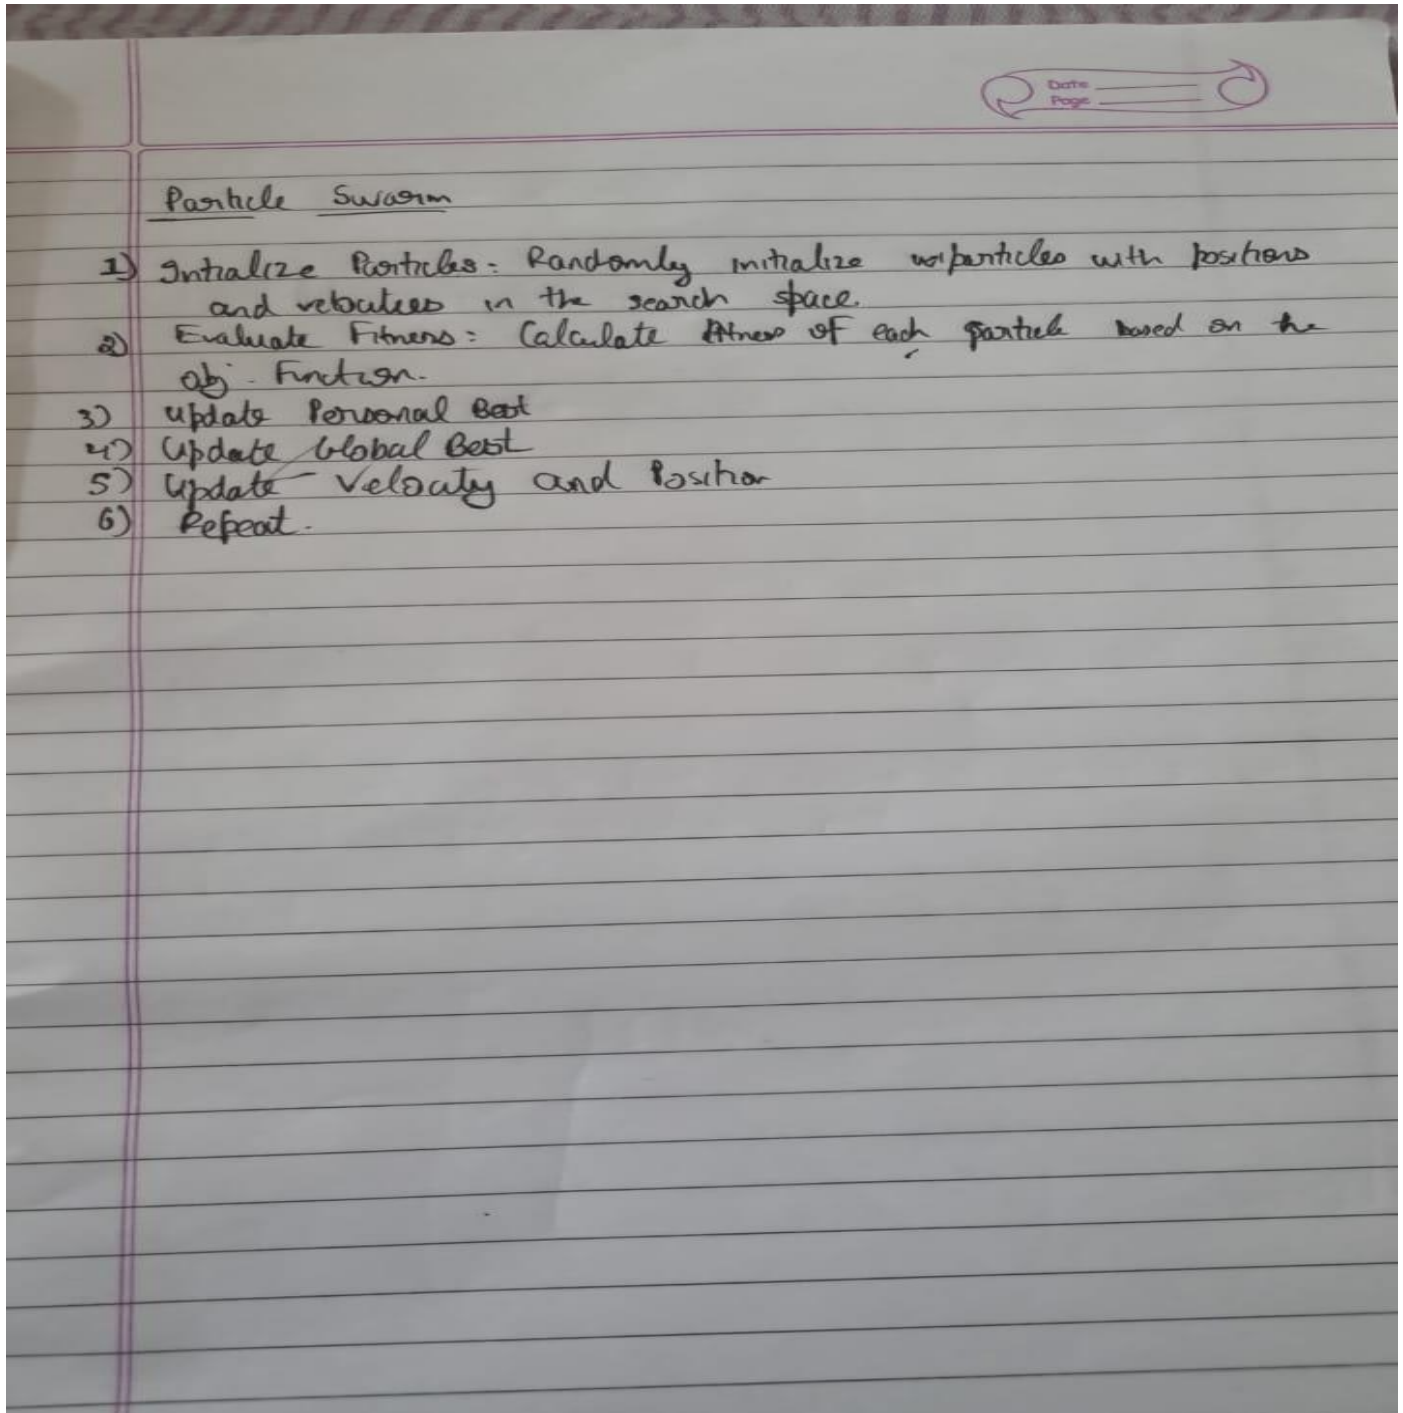 Date
Page
Particle Swarm
1) Intialize Particles: Randomly initialize particles with positions
and velocities in the search space.
2) Evaluate Fitness: Calculate fitness of each particle based on the
obj. Function.
3) Update Personal Best
4) Update Global Best
5) Update Velocity and Position
6) Repeat.